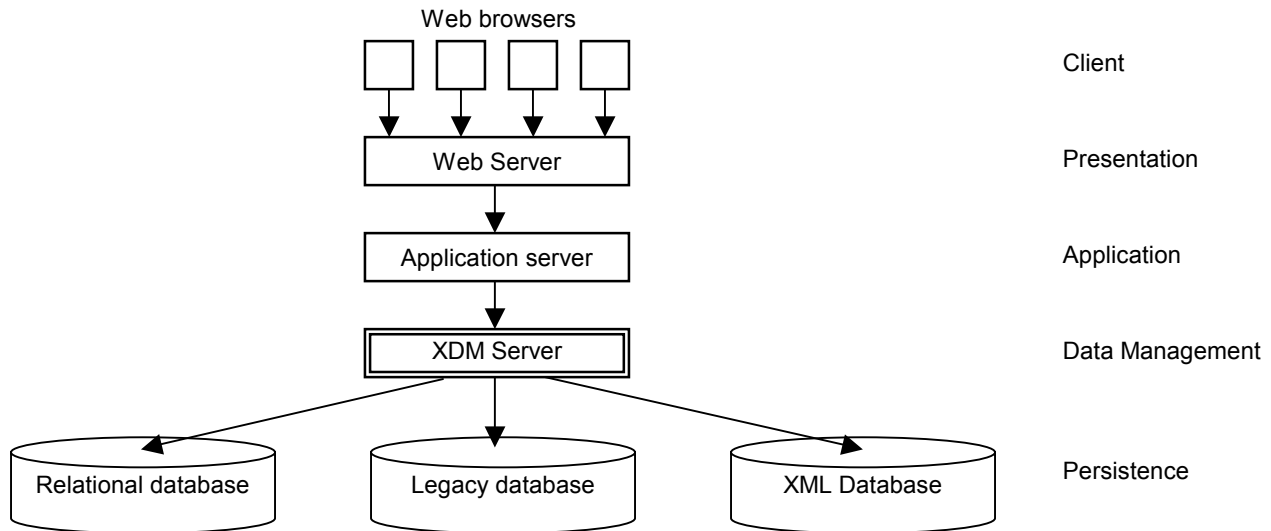 Web browsers
Client
Web Server
Presentation
Application server
Application
XDM Server
Data Management
Relational database
Legacy database
XML Database
Persistence